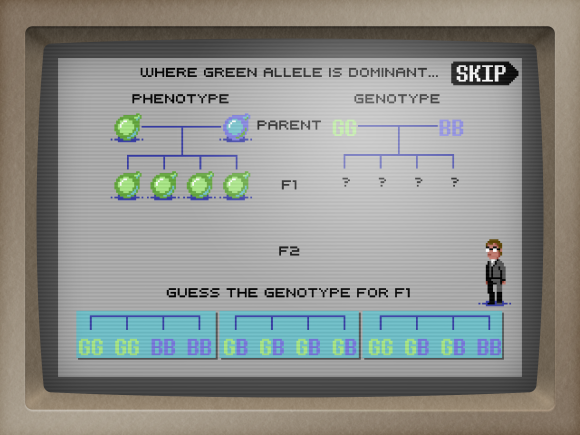 WHERE GREEN ALLELE IS DOMINANT...
SKIP
PHENOTYPE
GENOTYPE
PARENT
GG
BB
F1
? ? ? ?
F2
GUESS THE GENOTYPE FOR F1
GG GG BB BB
GB GB GB GB
GG GB GB BB